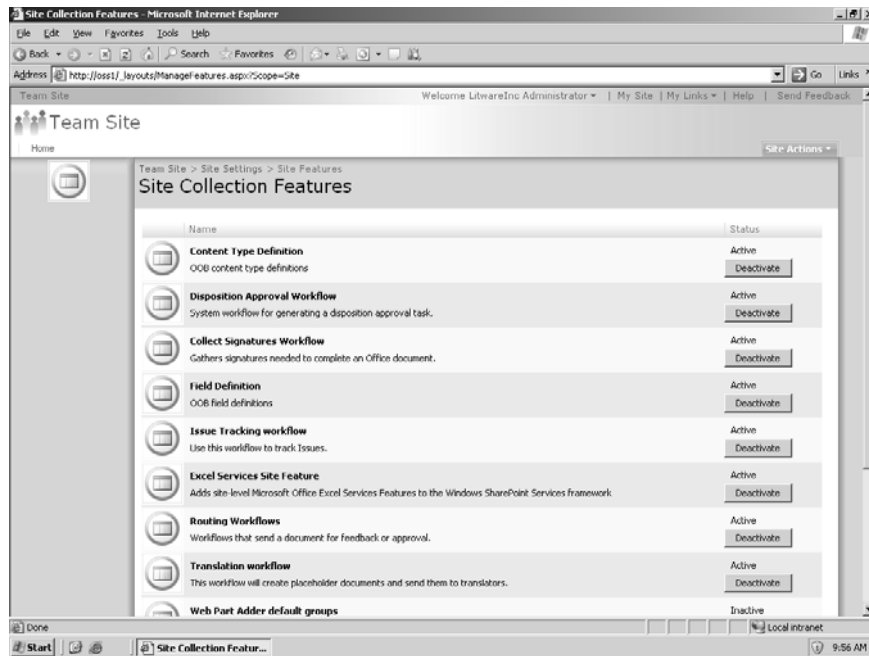 Site Collection Features - Microsoft Internet Explorer
File Edit View Favorites Tools Help
Back Search Favorites
Address http://oss1/_layouts/ManageFeatures.aspx?Scope=Site Go Links
Team Site Welcome LitwareInc Administrator | My Site | My Links | Help | Send Feedback
Team Site
Home Site Actions
Team Site > Site Settings > Site Features
Site Collection Features
Name Status
Content Type Definition Active
OOB content type definitions Deactivate
Disposition Approval Workflow Active
System workflow for generating a disposition approval task. Deactivate
Collect Signatures Workflow Active
Gathers signatures needed to complete an Office document. Deactivate
Field Definition Active
OOB field definitions Deactivate
Issue Tracking workflow Active
Use this workflow to track Issues. Deactivate
Excel Services Site Feature Active
Adds site-level Microsoft Office Excel Services Features to the Windows SharePoint Services framework Deactivate
Routing Workflows Active
Workflows that send a document for feedback or approval. Deactivate
Translation workflow Active
This workflow will create placeholder documents and send them to translators. Deactivate
Web Part Adder default groups Inactive
Done Local intranet
Start Site Collection Featur... 9:56 AM